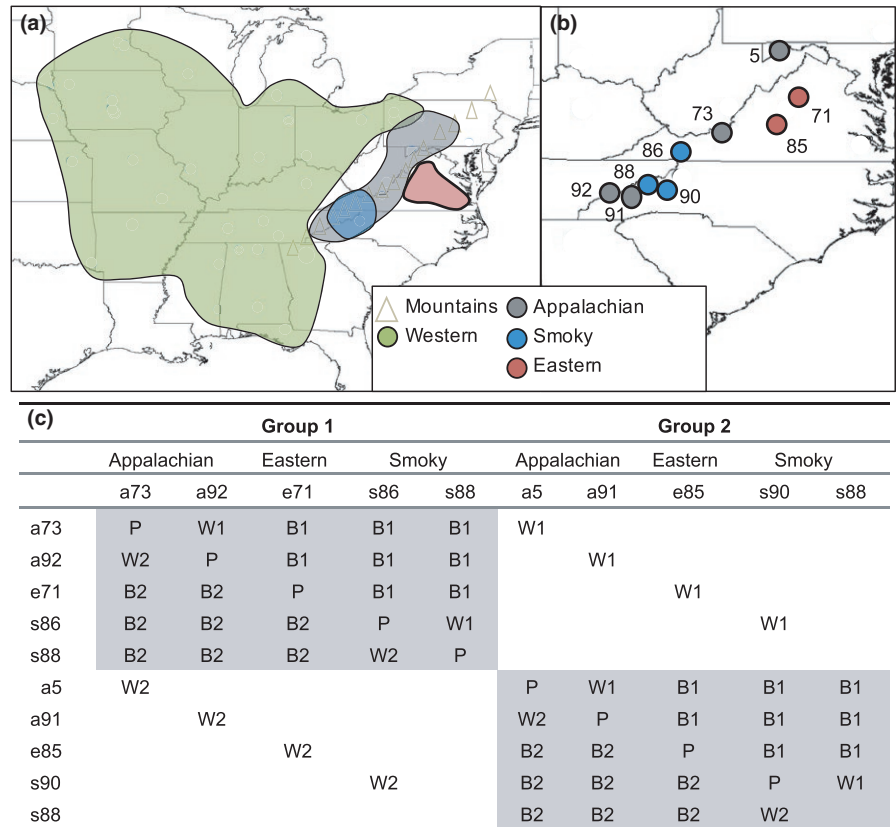 (a)
(b)
5
73
71
86
85
88
92
90
91
Mountains
Western
Appalachian
Smoky
Eastern
(c) Group 1 Group 2
Appalachian Eastern Smoky Appalachian Eastern Smoky
a73 a92 e71 s86 s88 a5 a91 e85 s90 s88
a73 P W1 B1 B1 B1 W1
a92 W2 P B1 B1 B1 W1
e71 B2 B2 P B1 B1 W1
s86 B2 B2 B2 P W1 W1
s88 B2 B2 B2 W2 P
a5 W2 P W1 B1 B1 B1
a91 W2 W2 P B1 B1 B1
e85 W2 B2 B2 P B1 B1
s90 W2 B2 B2 B2 P W1
s88 B2 B2 B2 W2